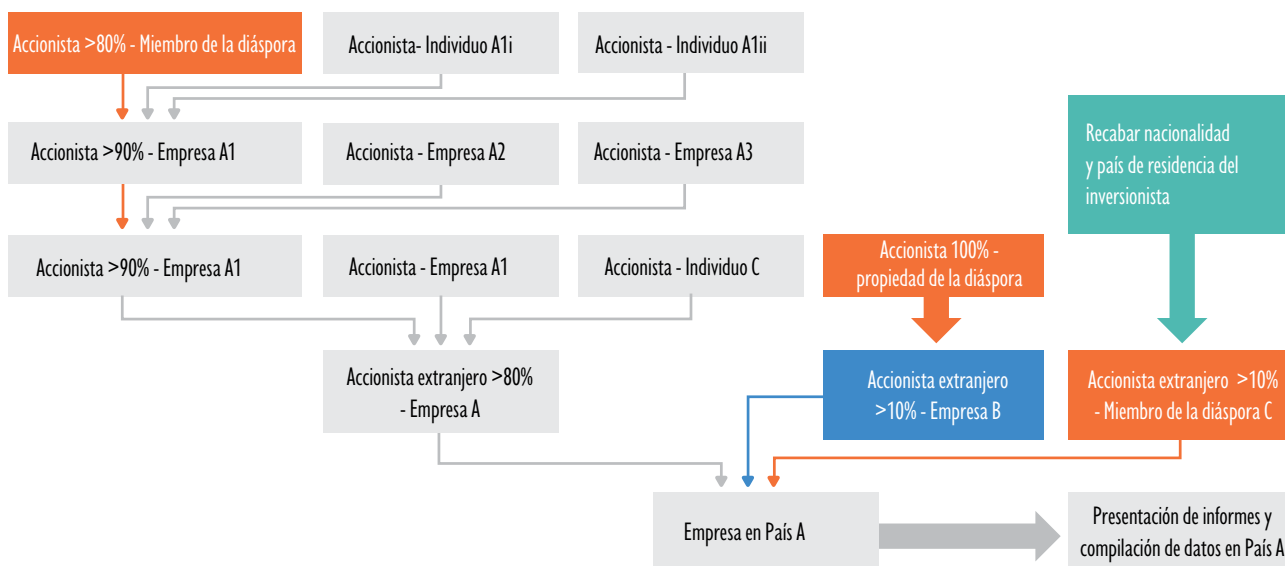 Accionista >80% - Miembro de la diáspora
Accionista- Individuo A1i
Accionista - Individuo A1ii
Accionista >90% - Empresa A1
Accionista - Empresa A2
Accionista - Empresa A3
Recabar nacionalidad
y país de residencia del
inversionista
Accionista >90% - Empresa A1
Accionista - Empresa A1
Accionista - Individuo C
Accionista 100% -
propiedad de la diáspora
Accionista extranjero >80%
- Empresa A
Accionista extranjero
>10% - Empresa B
Accionista extranjero >10%
- Miembro de la diáspora C
Empresa en País A
Presentación de informes y
compilación de datos en País A